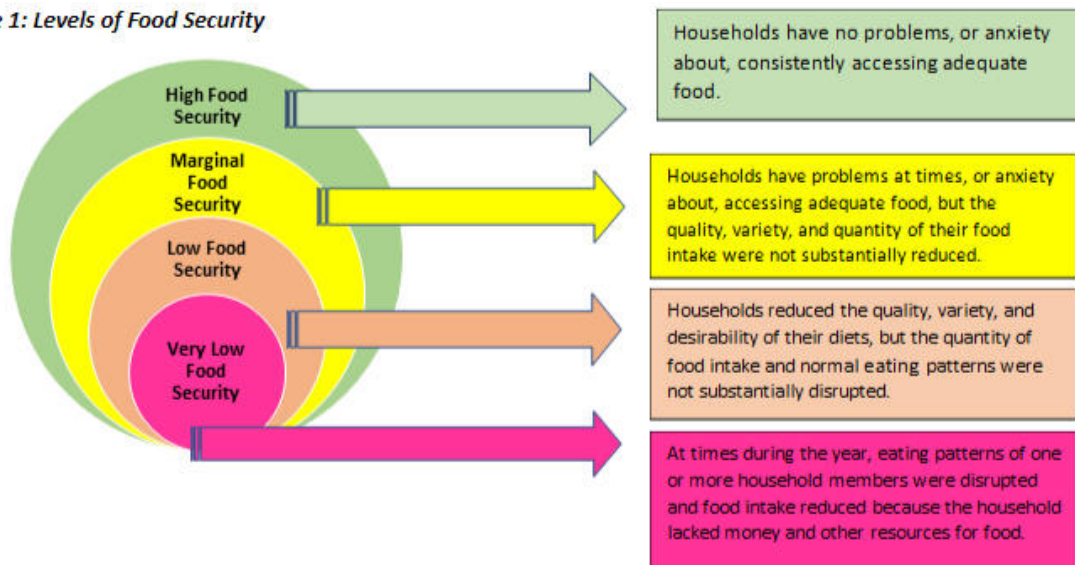 1: Levels of Food Security
High Food
Security
Marginal
Food
Security
Low Food
Security
Very Low
Food
Security
Households have no problems, or anxiety
about, consistently accessing adequate
food.
Households have problems at times, or anxiety
about, accessing adequate food, but the
quality, variety, and quantity of their food
intake were not substantially reduced.
Households reduced the quality, variety, and
desirability of their diets, but the quantity of
food intake and normal eating patterns were
not substantially disrupted.
At times during the year, eating patterns of one
or more household members were disrupted
and food intake reduced because the household
lacked money and other resources for food.